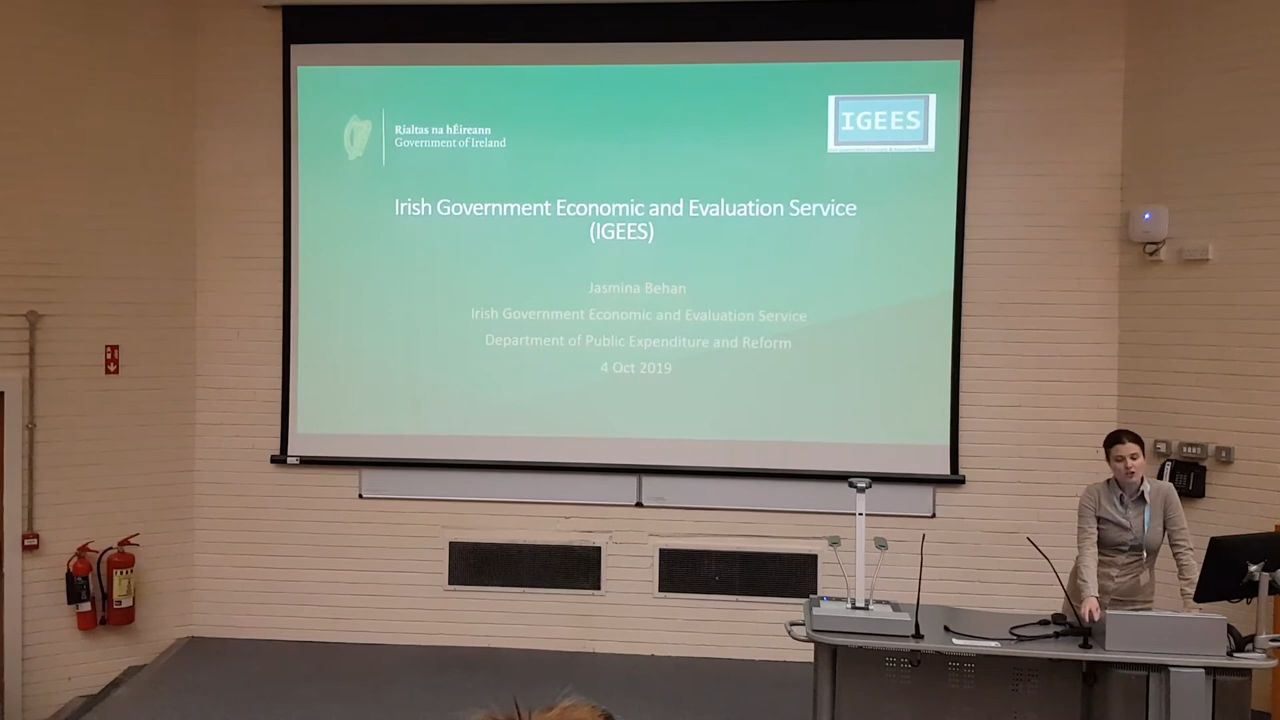 Rialtas na hÉireann
Government of Ireland
IGEES
Irish Government Economic and Evaluation Service
(IGEES)
Jasmina Behan
Irish Government Economic and Evaluation Service
Department of Public Expenditure and Reform
4 Oct 2019